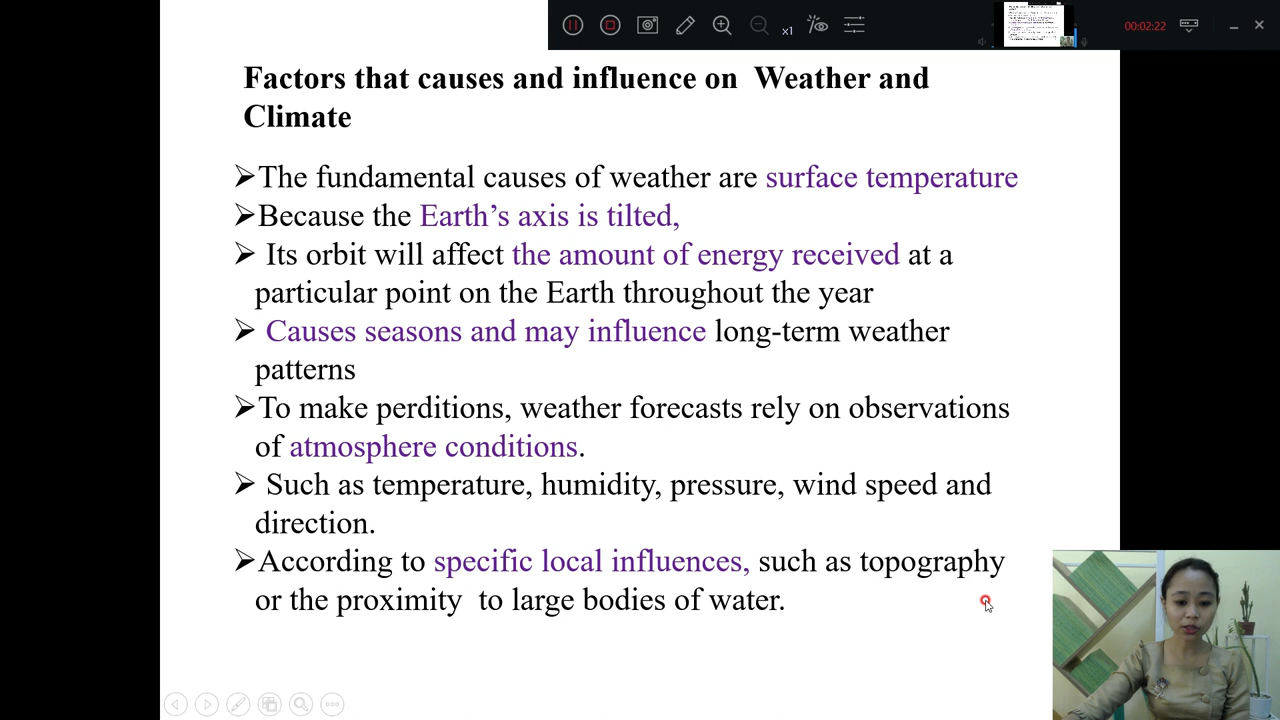 x1
00:02:22
Factors that causes and influence on Weather and
Climate
➢The fundamental causes of weather are surface temperature
➢Because the Earth’s axis is tilted,
➢ Its orbit will affect the amount of energy received at a
particular point on the Earth throughout the year
➢ Causes seasons and may influence long-term weather
patterns
➢To make perditions, weather forecasts rely on observations
of atmosphere conditions.
➢ Such as temperature, humidity, pressure, wind speed and
direction.
➢According to specific local influences, such as topography
or the proximity to large bodies of water.